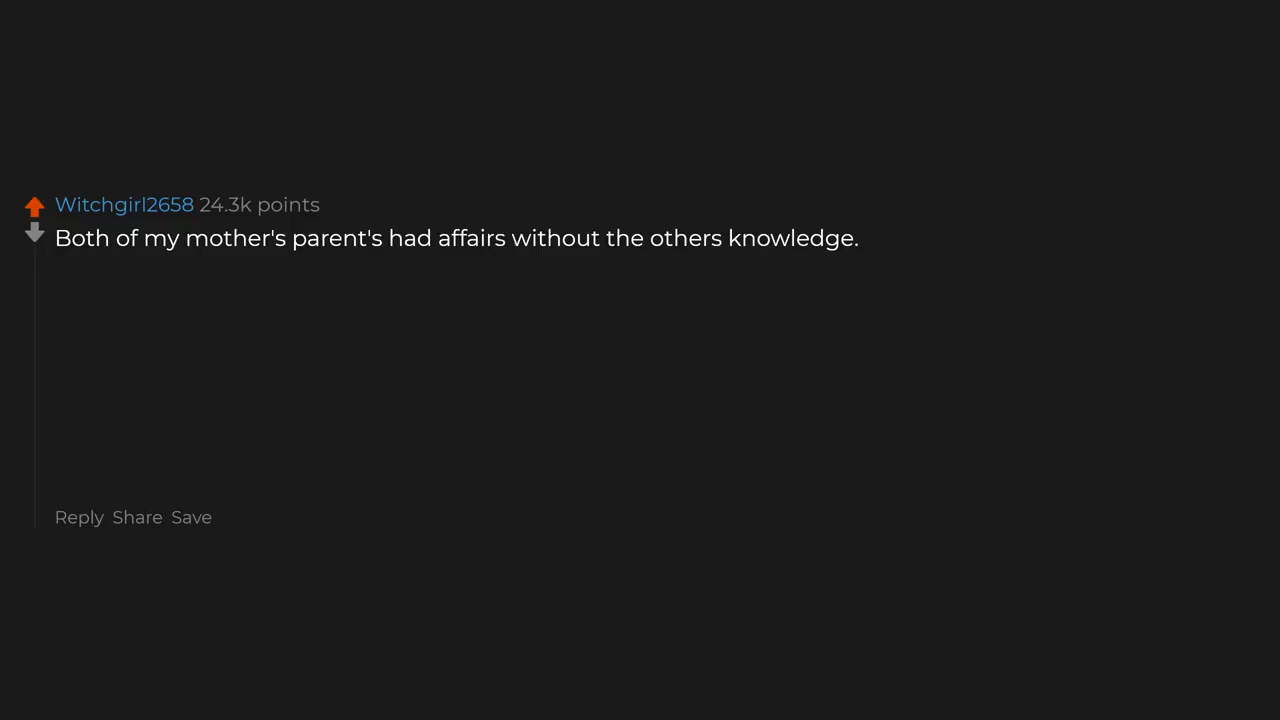 Witchgirl2658 24.3k points
Both of my mother's parent's had affairs without the others knowledge.
Reply Share Save